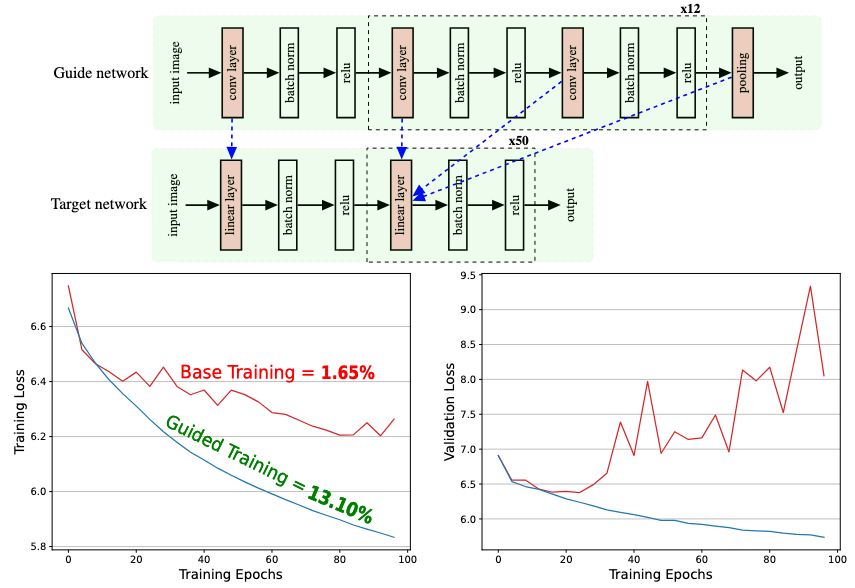 x12
Guide network
input image
conv layer
batch norm
relu
conv layer
batch norm
relu
conv layer
batch norm
relu
pooling
output
x50
Target network
input image
linear layer
batch norm
relu
linear layer
batch norm
relu
output
Training Loss
6.6
6.4
6.2
6.0
5.8
Base Training = 1.65%
Guided Training = 13.10%
0
20
40
60
80
100
Training Epochs
Validation Loss
9.5
9.0
8.5
8.0
7.5
7.0
6.5
6.0
0
20
40
60
80
100
Training Epochs